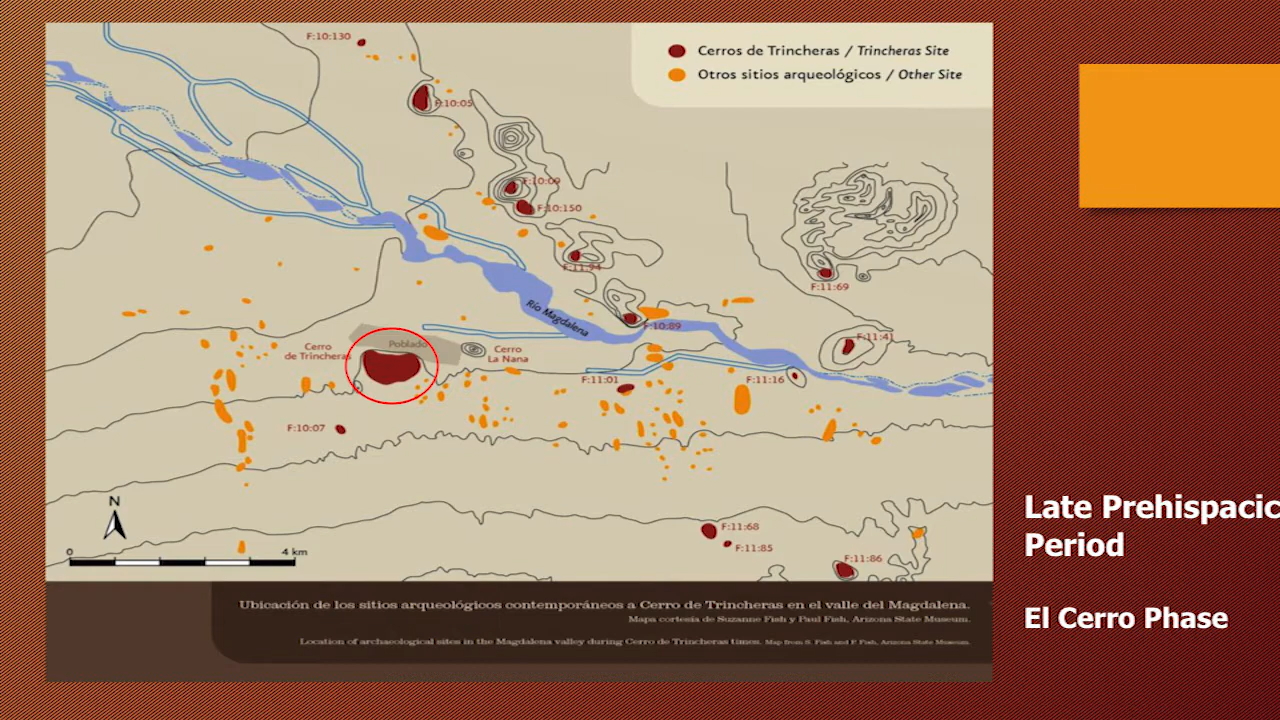 F:10:130
Cerros de Trincheras / Trincheras Site
Otros sitios arqueológicos / Other Site
F:10:05
F:10:09
F:10:150
F:11:94
F:11:69
Río Magdalena
F:10:89
F:11:41
Cerro
de Trincheras
Poblado
Cerro
La Nana
F:11:01
F:11:16
F:10:07
N
0
4 km
F:11:68
F:11:85
F:11:86
Late Prehispacic
Period
El Cerro Phase
Ubicación de los sitios arqueológicos contemporáneos a Cerro de Trincheras en el valle del Magdalena.
Mapa cortesía de Suzanne Fish y Paul Fish, Arizona State Museum.
Location of archaeological sites in the Magdalena valley during Cerro de Trincheras times. Map from S. Fish and P. Fish, Arizona State Museum.